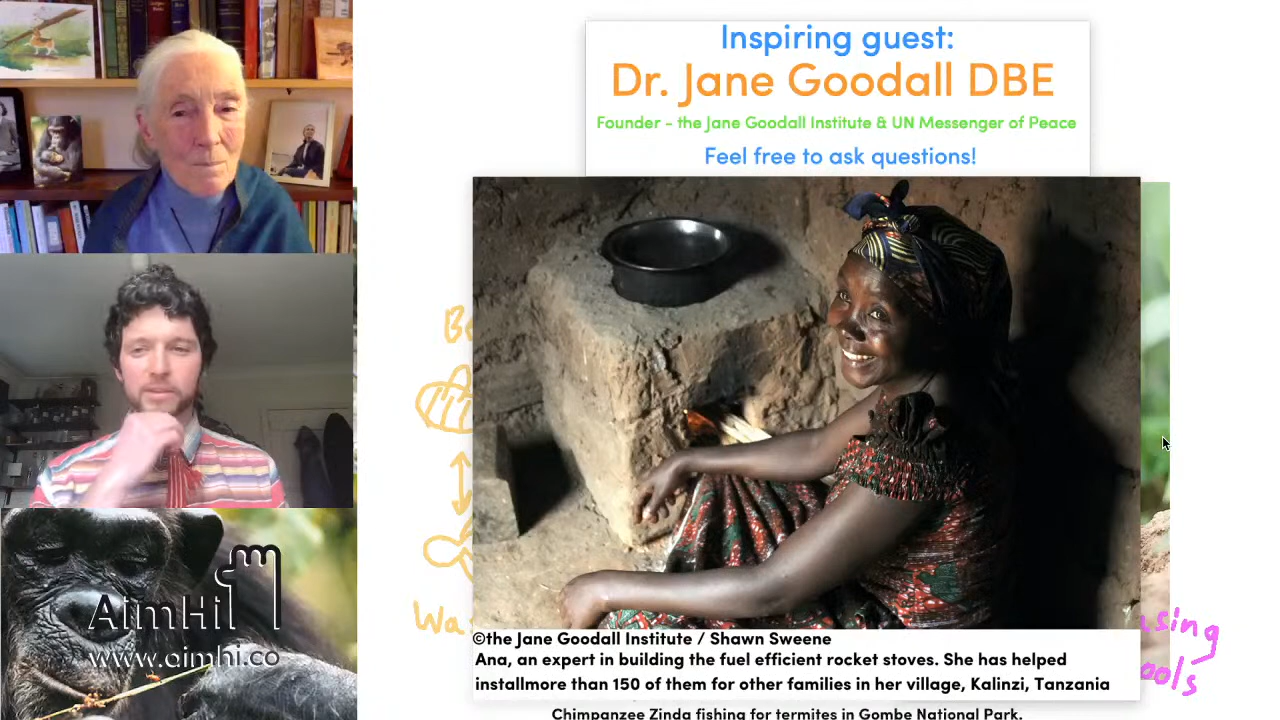 Inspiring guest:
Dr. Jane Goodall DBE
Founder - the Jane Goodall Institute & UN Messenger of Peace
Feel free to ask questions!
©the Jane Goodall Institute / Shawn Sweene
Ana, an expert in building the fuel efficient rocket stoves. She has helped
installmore than 150 of them for other families in her village, Kalinzi, Tanzania
Chimpanzee Zinda fishing for termites in Gombe National Park.
AimHi
www.aimhi.co